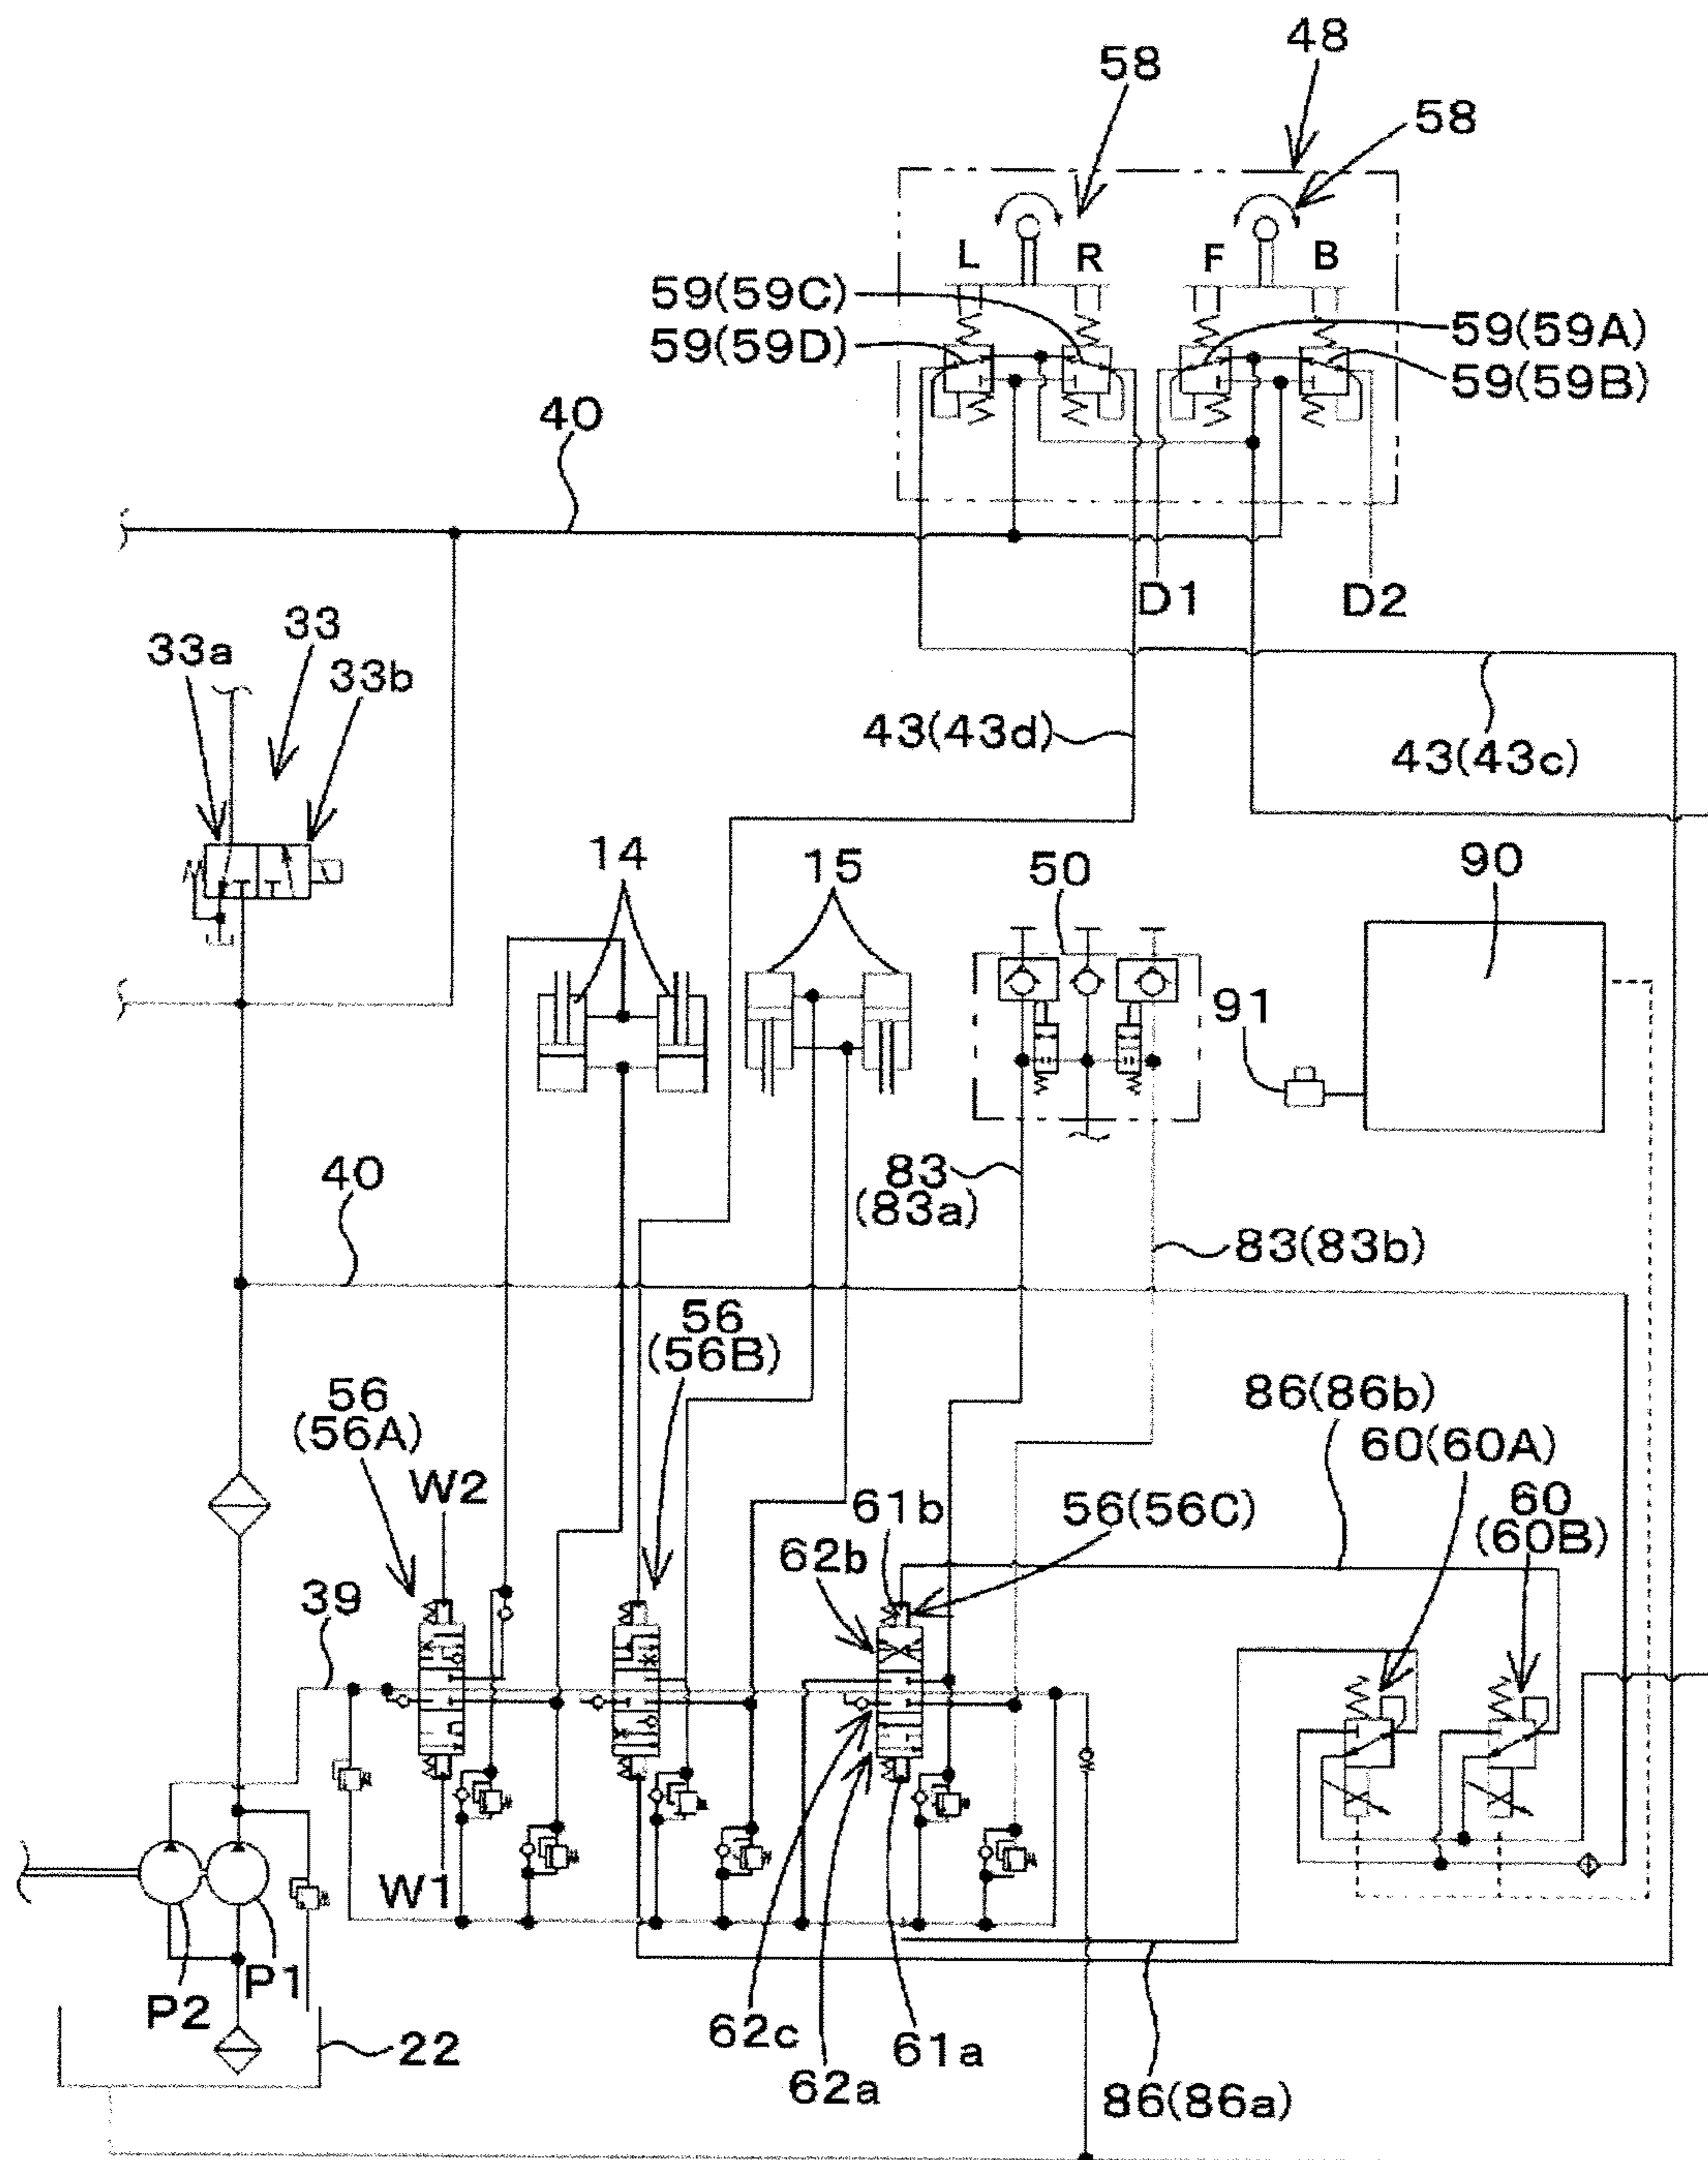 48
58
58
L
R
F
B
59(59C)
59(59A)
59(59D)
59(59B)
40
D1
D2
33
33a
33b
43(43d)
43(43c)
14
15
50
90
91
40
83
(83a)
83(83b)
56
(56B)
56
(56A)
86(86b)
60(60A)
W2
61b
56(56C)
60
(60B)
62b
39
W1
P1
P2
22
62c
61a
62a
86(86a)